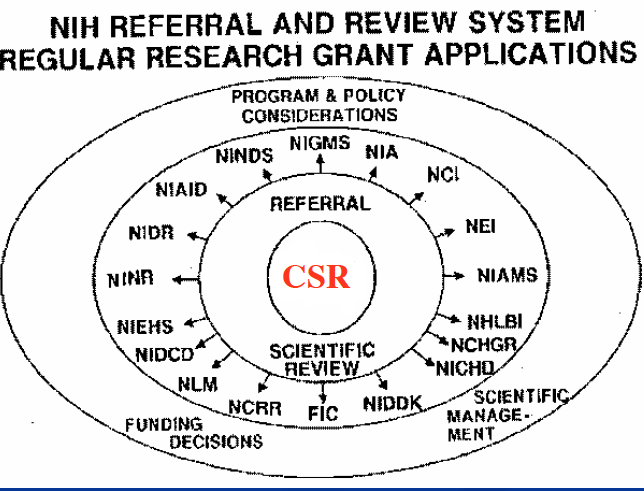 NIH REFERRAL AND REVIEW SYSTEM
REGULAR RESEARCH GRANT APPLICATIONS
PROGRAM & POLICY
CONSIDERATIONS
NIGMS
NINDS
NIA
NCI
NIAID
REFERRAL
NIDR
NEI
CSR
NINR
NIAMS
NIEHS
NHLBI
NIDCD
NCHGR
SCIENTIFIC
REVIEW
NICHD
NLM
NCRR
FIC
NIDDK
SCIENTIFIC
MANAGE-
MENT
FUNDING
DECISIONS